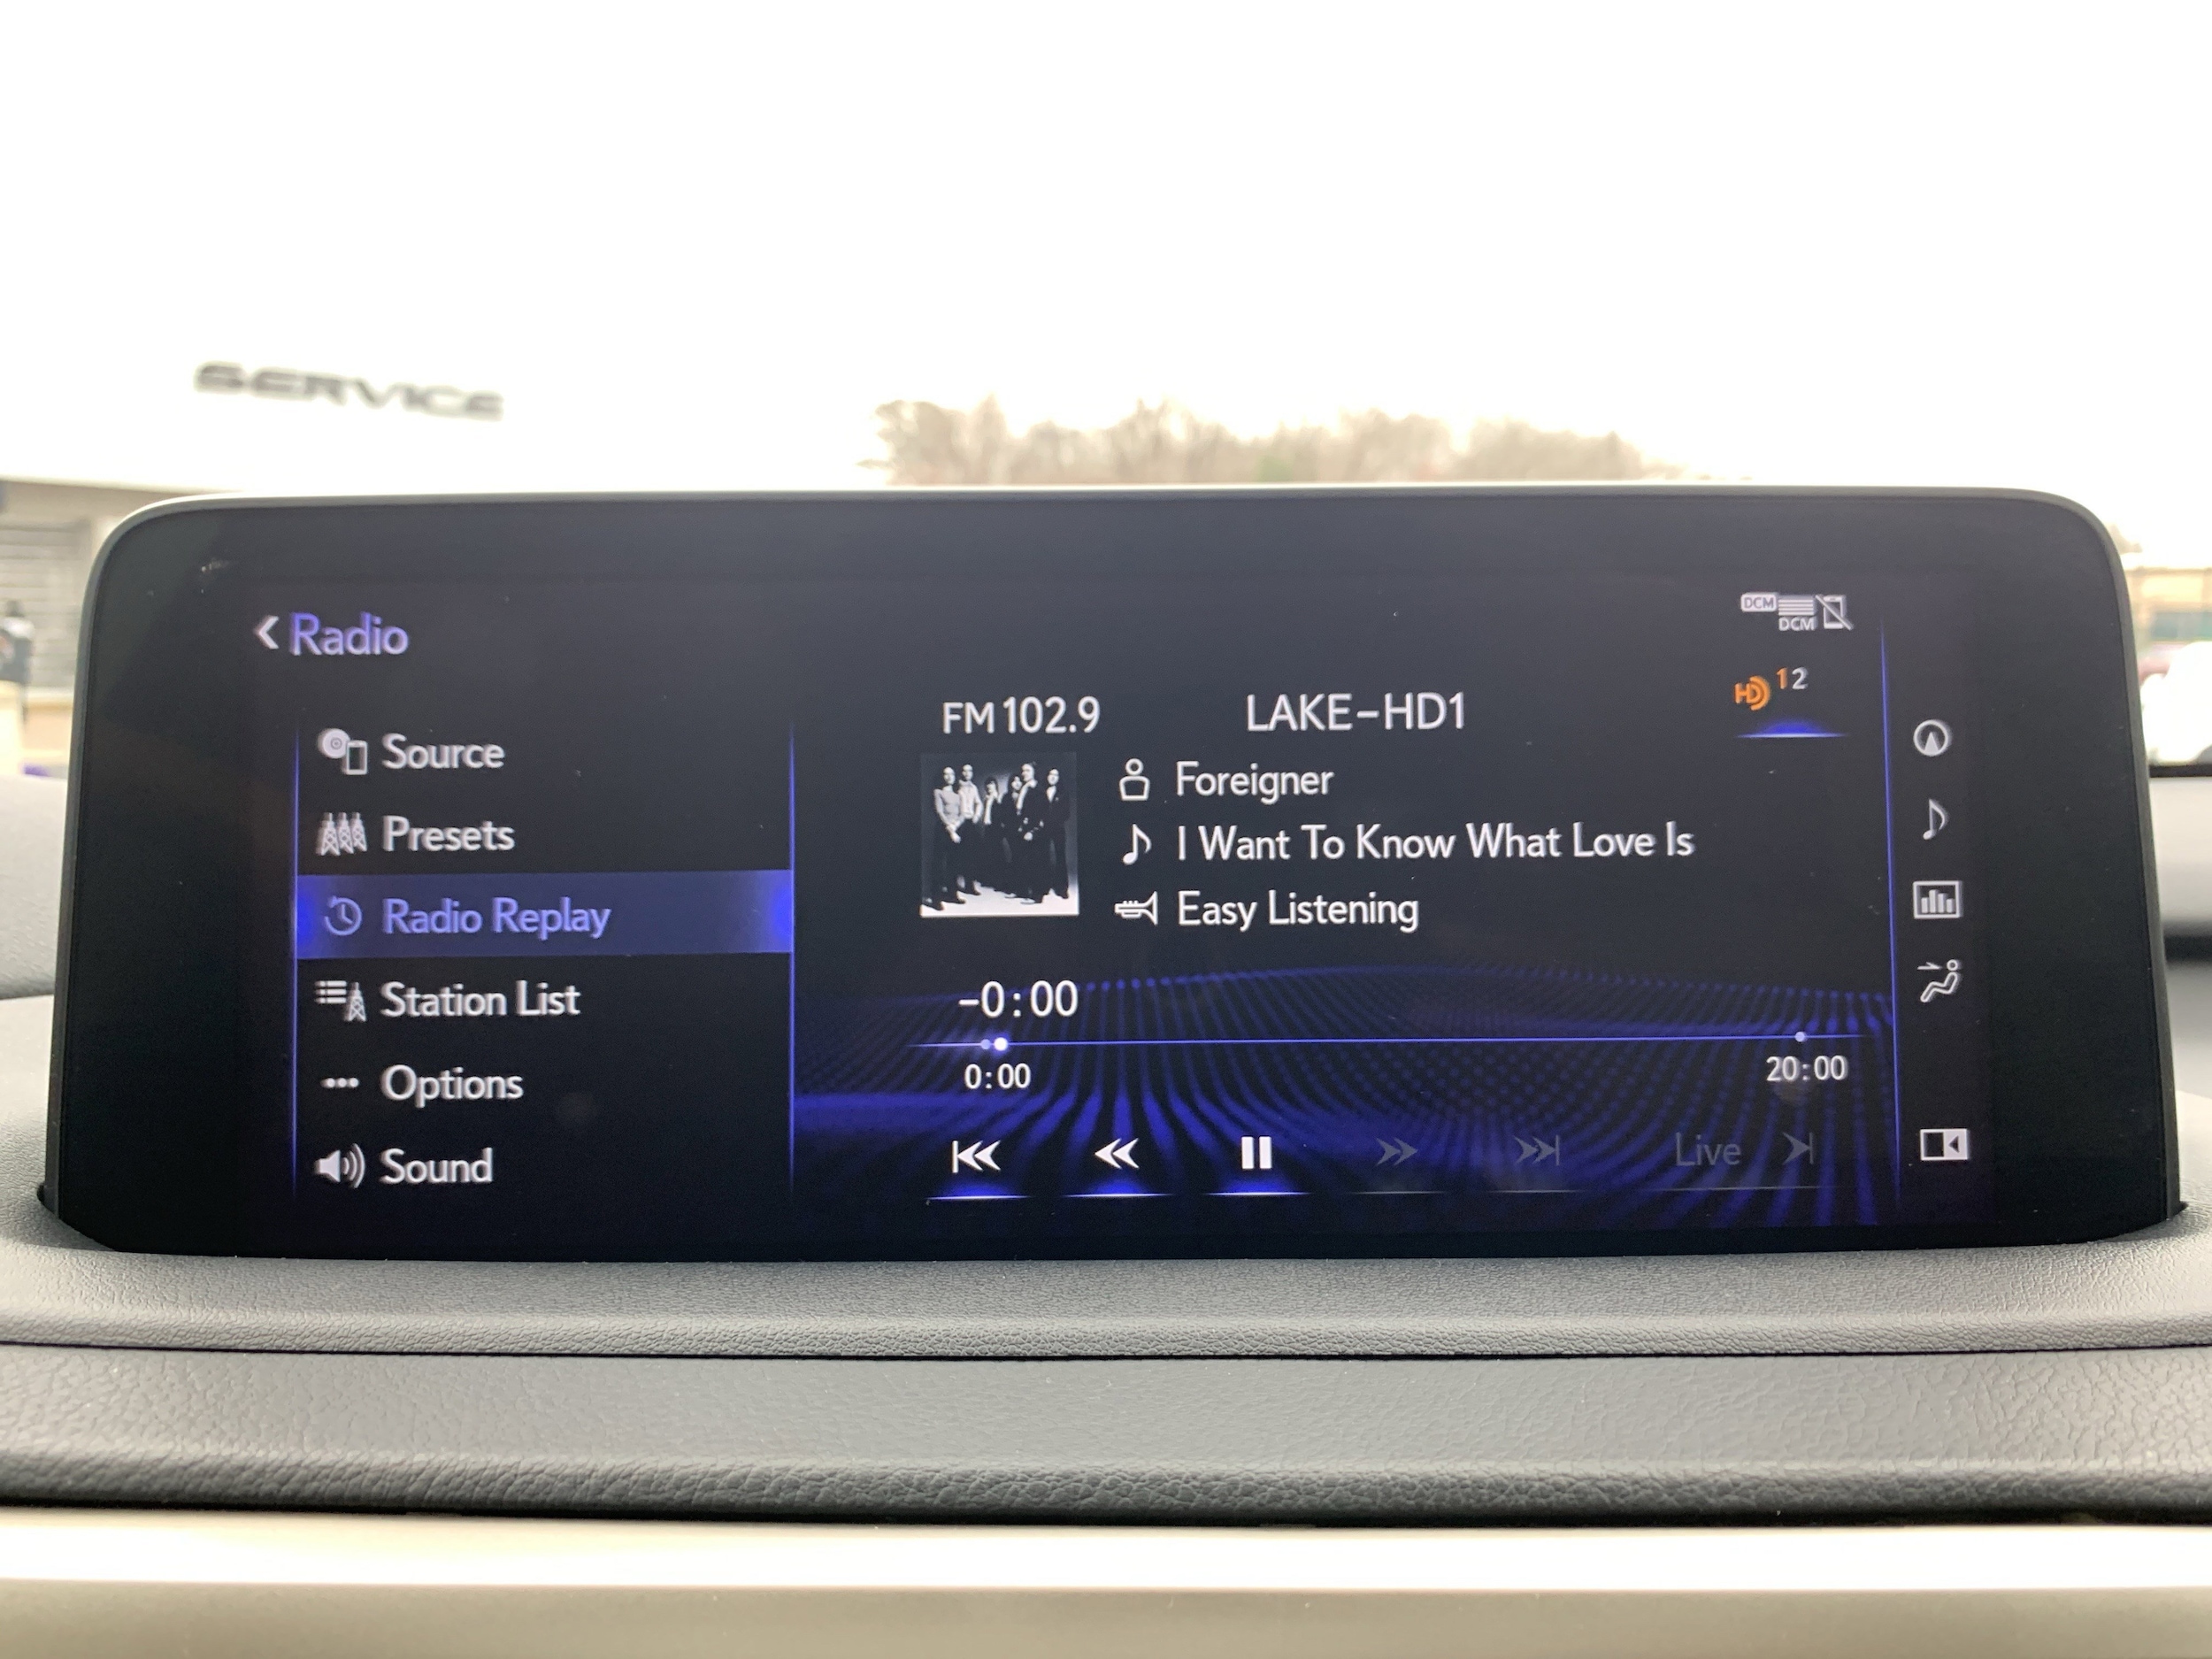 SERVICE
Radio
DCM
DCM
Source
Presets
Radio Replay
Station List
Options
Sound
FM 102.9
LAKE-HD1
HD 1 2
Foreigner
I Want To Know What Love Is
Easy Listening
-0:00
0:00
20:00
Live